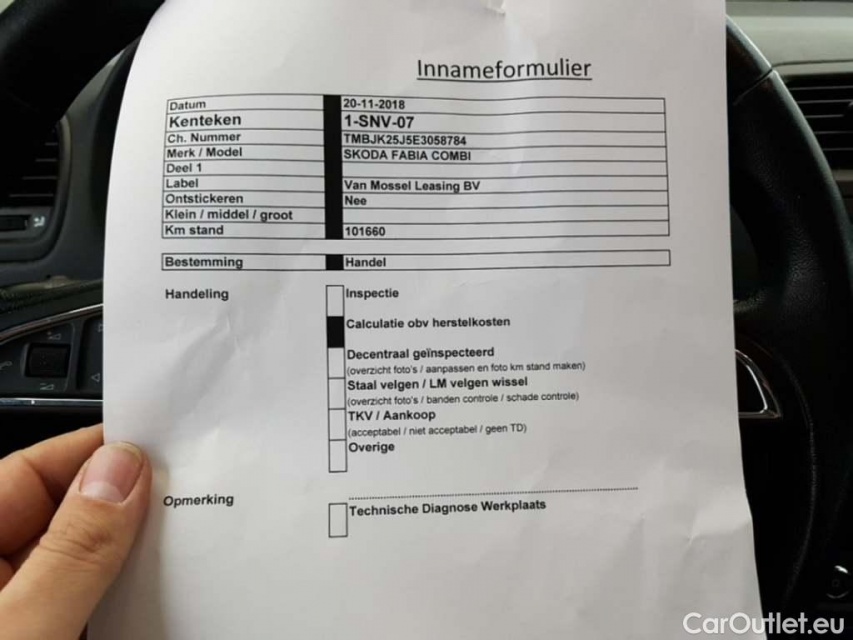 Innameformulier
Datum 20-11-2018
Kenteken 1-SNV-07
Ch. Nummer TMBJK25J5E3058784
Merk / Model SKODA FABIA COMBI
Deel 1
Label Van Mossel Leasing BV
Ontstickeren Nee
Klein / middel / groot
Km stand 101660
Bestemming Handel
Handeling Inspectie
Calculatie obv herstelkosten
Decentraal geïnspecteerd
(overzicht foto's / aanpassen en foto km stand maken)
Staal velgen / LM velgen wissel
(overzicht foto's / banden controle / schade controle)
TKV / Aankoop
(acceptabel / niet acceptabel / geen TD)
Overige
Opmerking
Technische Diagnose Werkplaats
CarOutlet.eu